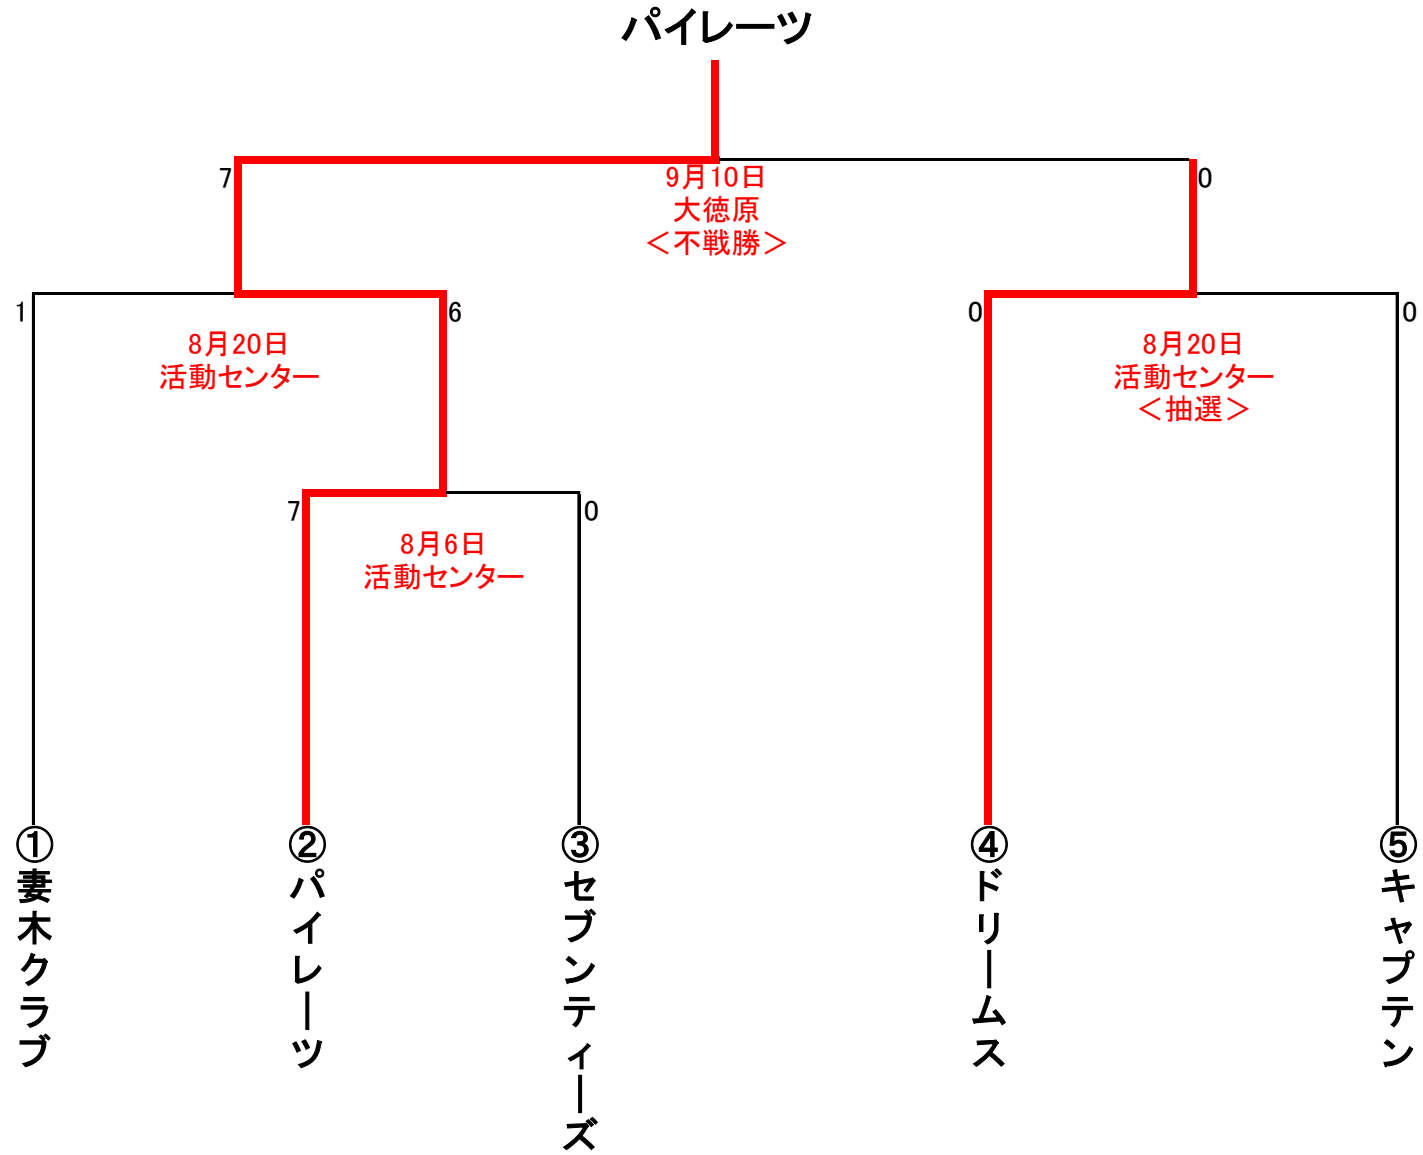 パイレーツ
7
0
9月10日
大徳原
＜不戦勝＞
1
6
0
0
8月20日
活動センター
8月20日
活動センター
＜抽選＞
7
0
8月6日
活動センター
①妻木クラブ
②パイレーツ
③セブンティーズ
④ドリームス
⑤キャプテン